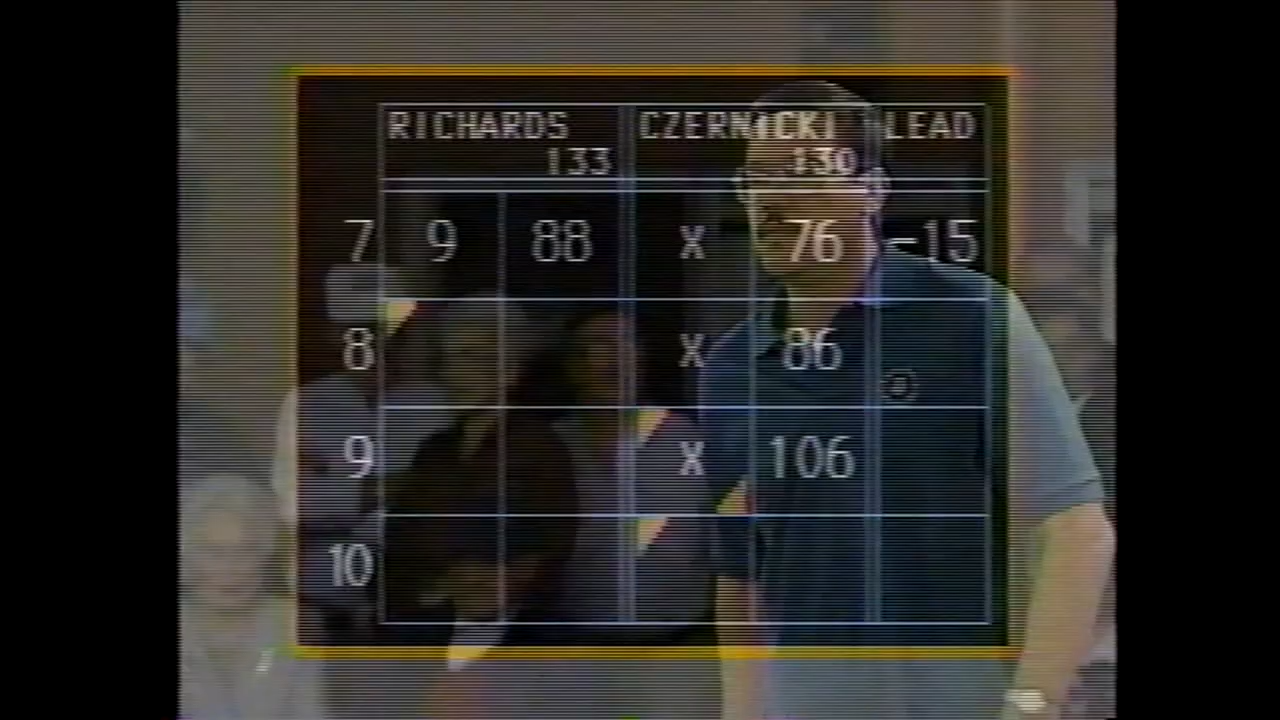 RICHARDS CZERNICKI LEAD
133 130
7 9 88 X 76 -15
8 X 86
9 X 106
10